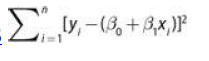 ∑ⁿᵢ₌₁[yᵢ – (β₀ + β₁xᵢ)]²